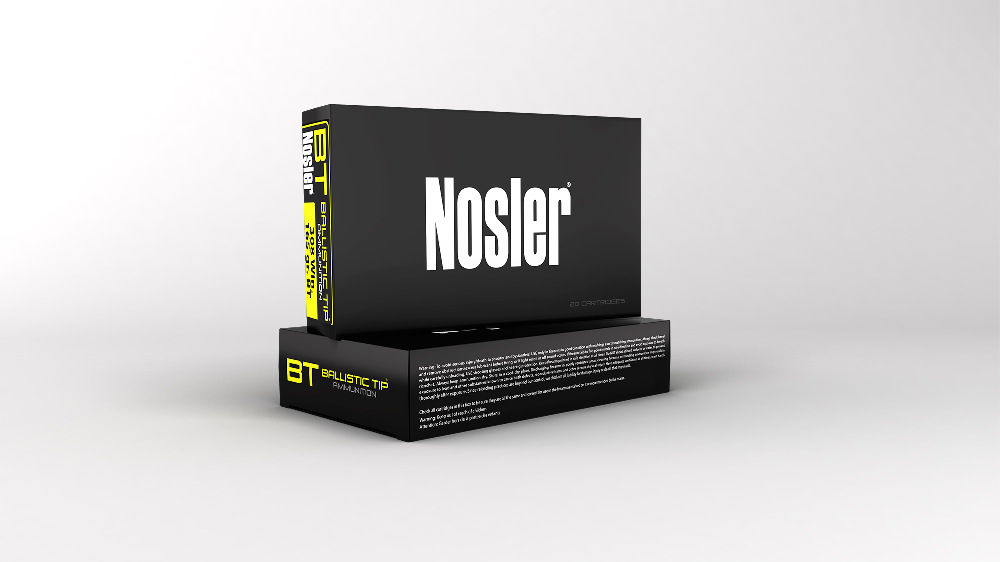 Nosler®
20 CARTRIDGES
BT BALLISTIC TIP®
AMMUNITION
Nosler
308 Win.
165 gr. BT
BT BALLISTIC TIP®
AMMUNITION
Warning: To avoid serious injury/death to shooter and bystanders: USE only in firearms in good condition with markings exactly matching ammunition. Always check barrel
and remove obstructions/excess lubricant before firing, or if light recoil or off sound occurs. If firearm fails to fire, point muzzle in safe direction and avoid exposure to breech
while carefully unloading. USE shooting glasses and hearing protection. Keep firearm pointed in safe direction at all times. Do NOT shoot at hard surfaces or water, to prevent
ricochet. Always keep ammunition dry. Store in a cool, dry place. Discharging firearms in poorly ventilated areas, cleaning firearms, or handling ammunition may result in
exposure to lead and other substances known to cause birth defects, reproductive harm, and other serious physical injury. Have adequate ventilation at all times, wash hands
thoroughly after exposure. Since reloading practices are beyond our control, we disclaim all liability for damage, injury or death that may result.
Check all cartridges in this box to be sure they are all the same and correct for use in the firearm as marked on it or recommended by the maker.
Warning: Keep out of reach of children.
Attention: Garder hors de la portee des enfants